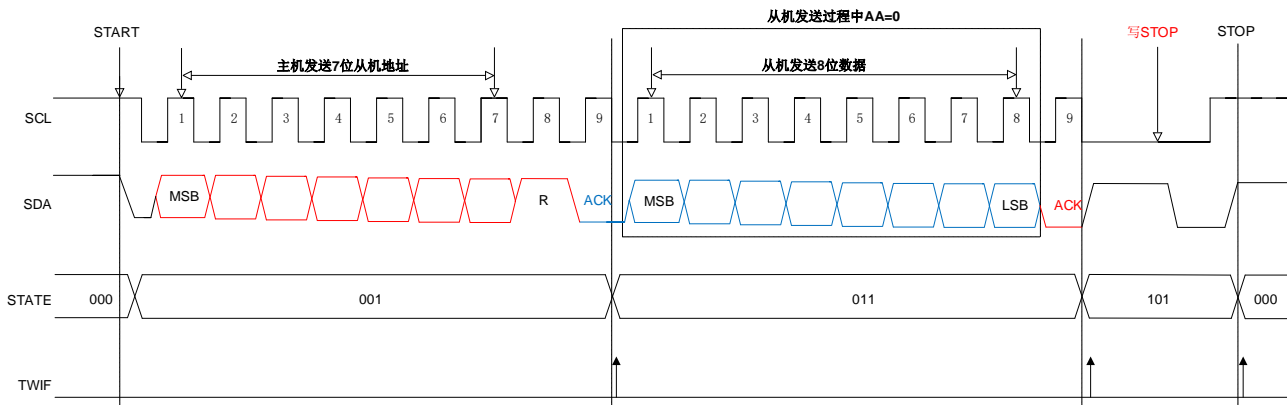 从机发送过程中AA=0
START
写STOP
STOP
主机发送7位从机地址
从机发送8位数据
SCL
1 2 3 4 5 6 7 8 9 1 2 3 4 5 6 7 8 9
SDA
MSB R ACK MSB LSB ACK
STATE
000 001 011 101 000
TWIF